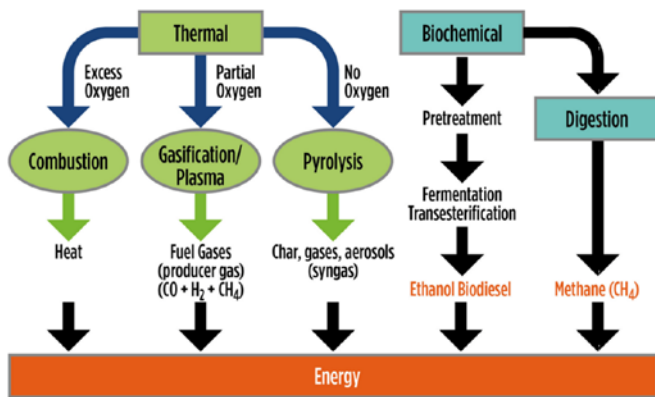 Thermal
Biochemical
Excess
Oxygen
Partial
Oxygen
No
Oxygen
Pretreatment
Digestion
Combustion
Gasification/
Plasma
Pyrolysis
Fermentation
Transesterification
Heat
Fuel Gases
(producer gas)
(CO + H₂ + CH₄)
Char, gases, aerosols
(syngas)
Ethanol Biodiesel
Methane (CH₄)
Energy